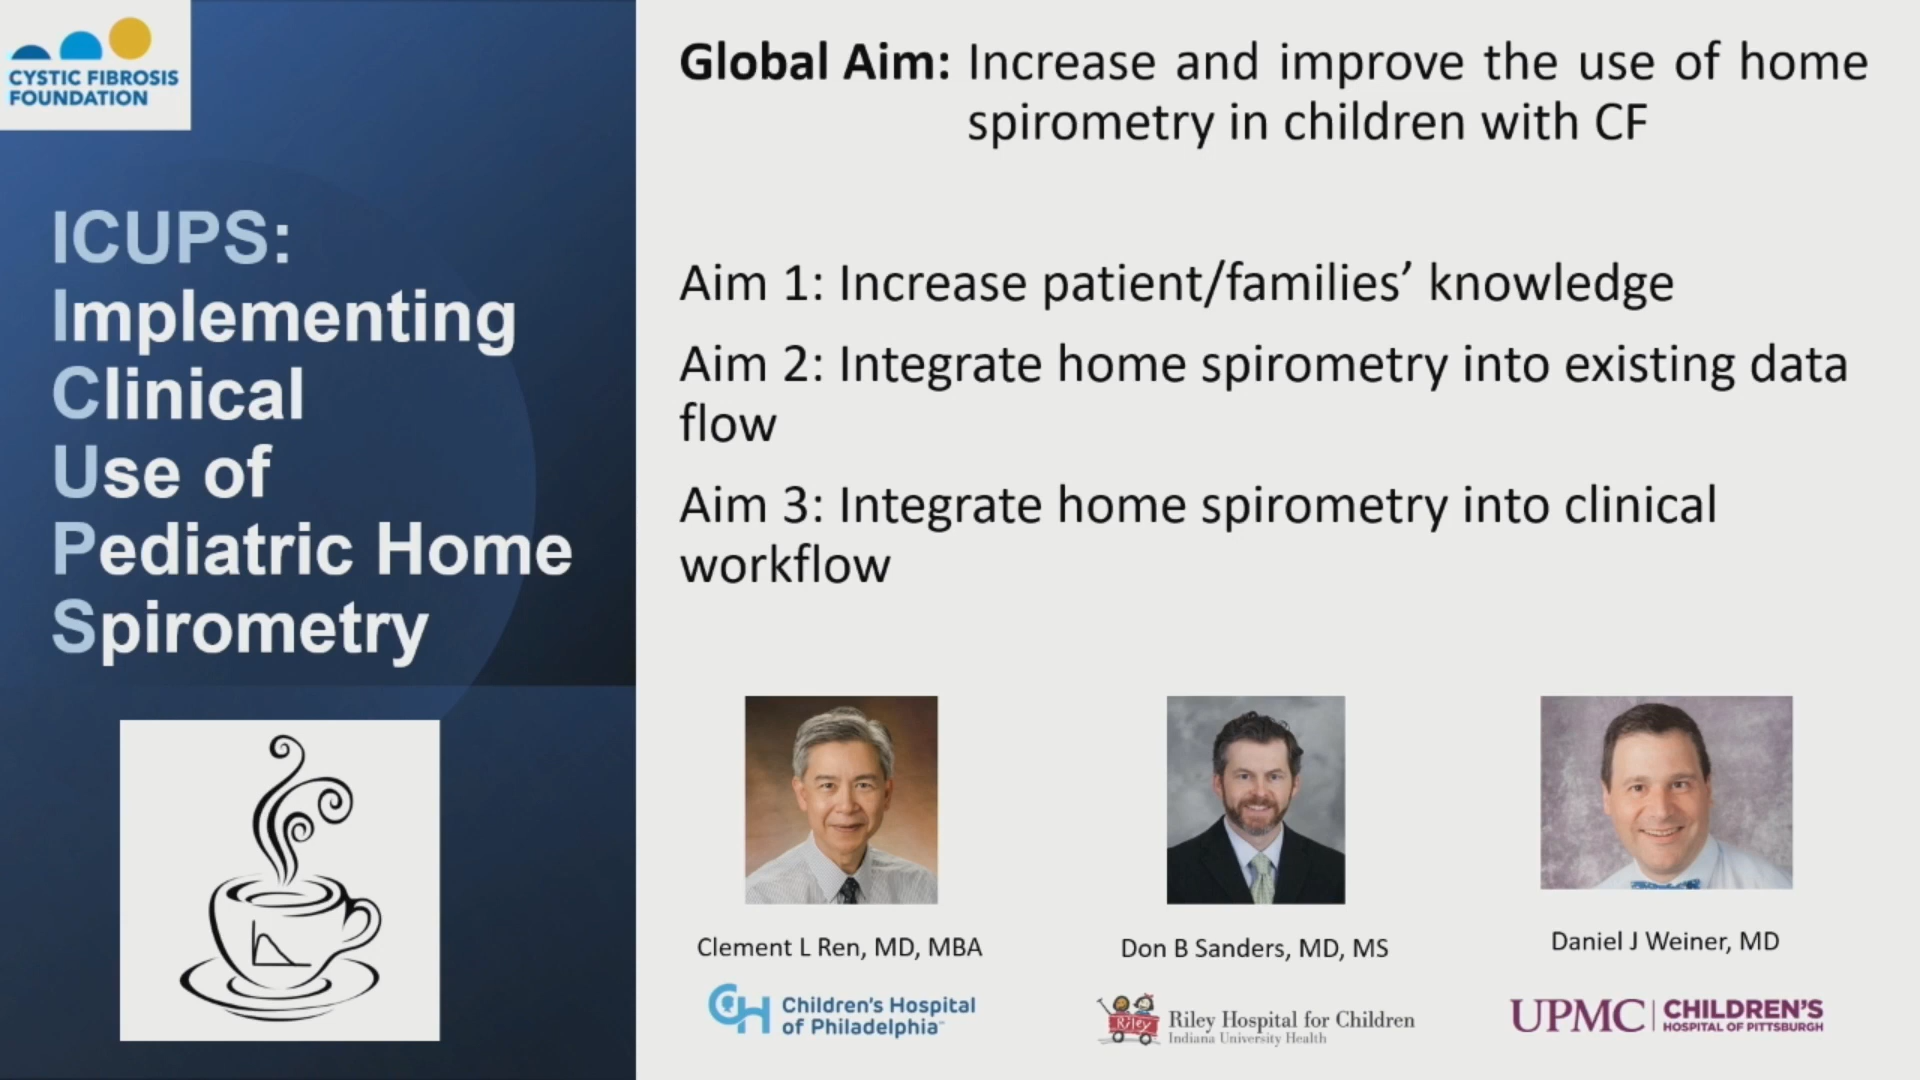 CYSTIC FIBROSIS
FOUNDATION
ICUPS:
Implementing
Clinical
Use of
Pediatric Home
Spirometry
Global Aim: Increase and improve the use of home
spirometry in children with CF
Aim 1: Increase patient/families’ knowledge
Aim 2: Integrate home spirometry into existing data
flow
Aim 3: Integrate home spirometry into clinical
workflow
Clement L Ren, MD, MBA
Don B Sanders, MD, MS
Daniel J Weiner, MD
CH Children's Hospital
of Philadelphia™
Riley
Riley Hospital for Children
Indiana University Health
UPMC | CHILDREN'S
HOSPITAL OF PITTSBURGH